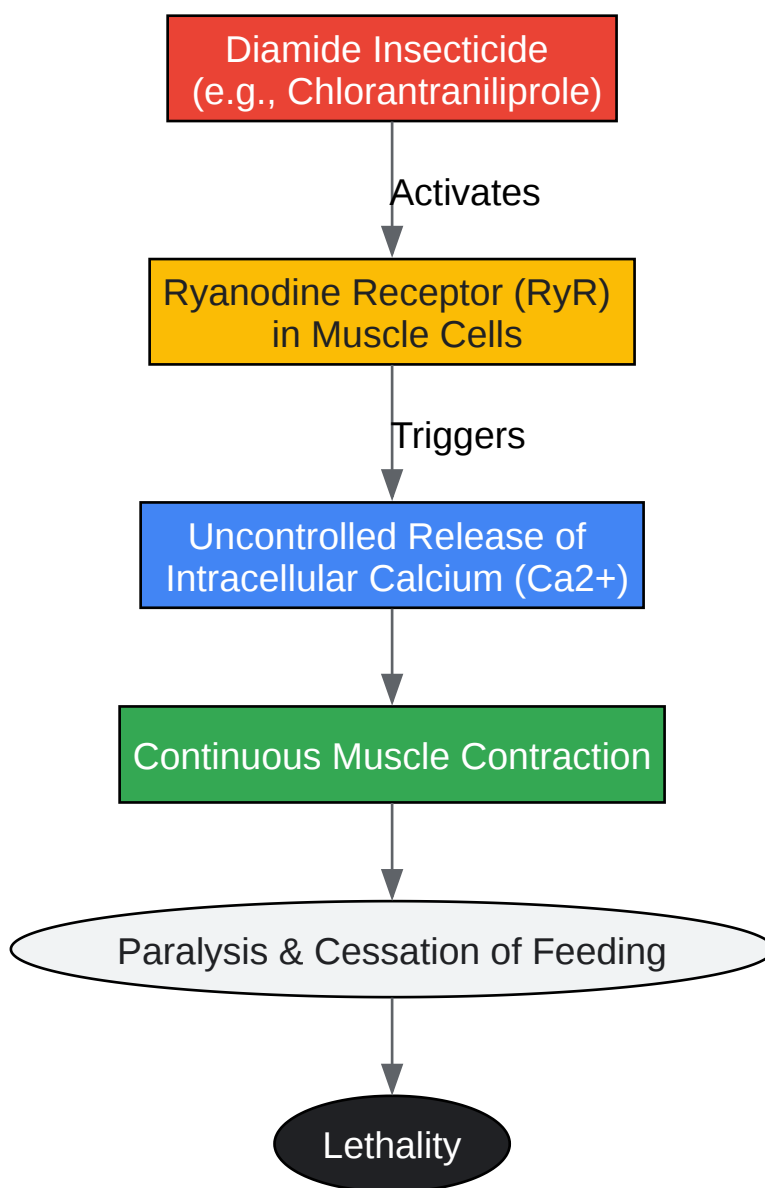 Diamide Insecticide
(e.g., Chlorantraniliprole)
Activates
Ryanodine Receptor (RyR)
in Muscle Cells
Triggers
Uncontrolled Release of
Intracellular Calcium (Ca2+)
Continuous Muscle Contraction
Paralysis & Cessation of Feeding
Lethality